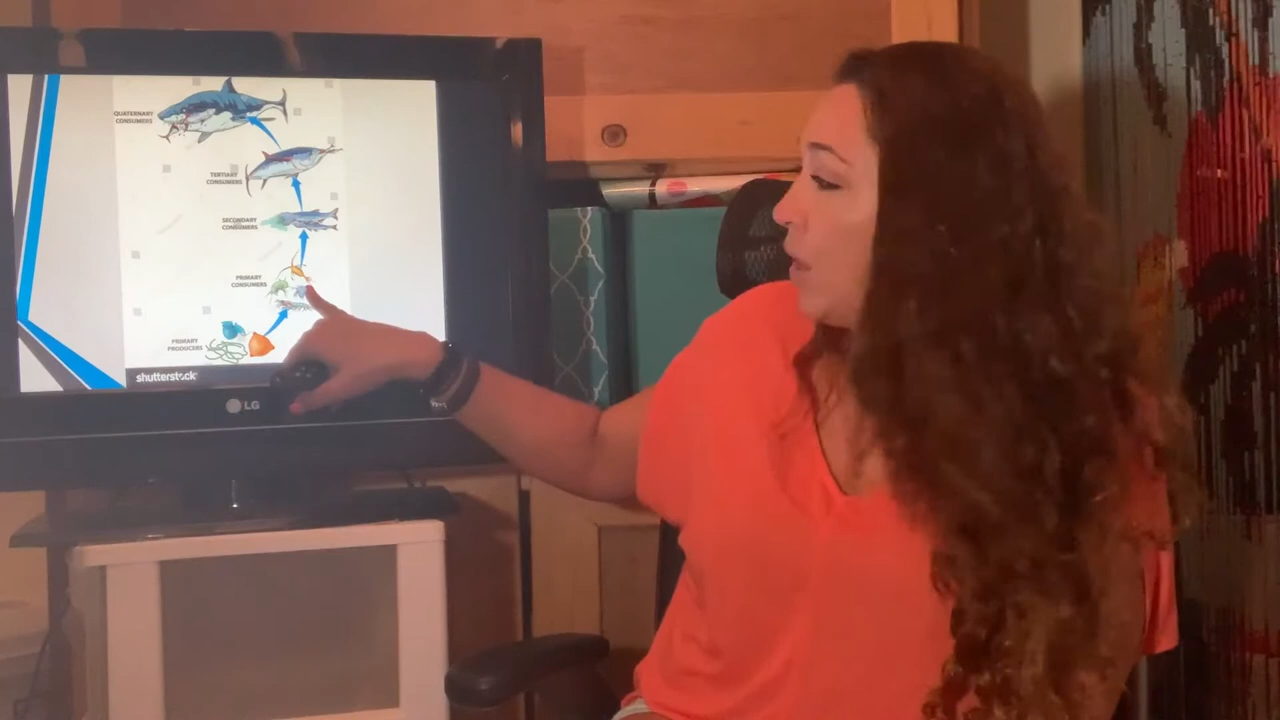 QUATERNARY
CONSUMERS
TERTIARY
CONSUMERS
SECONDARY
CONSUMERS
PRIMARY
CONSUMERS
PRIMARY
PRODUCERS
shutterstock
LG